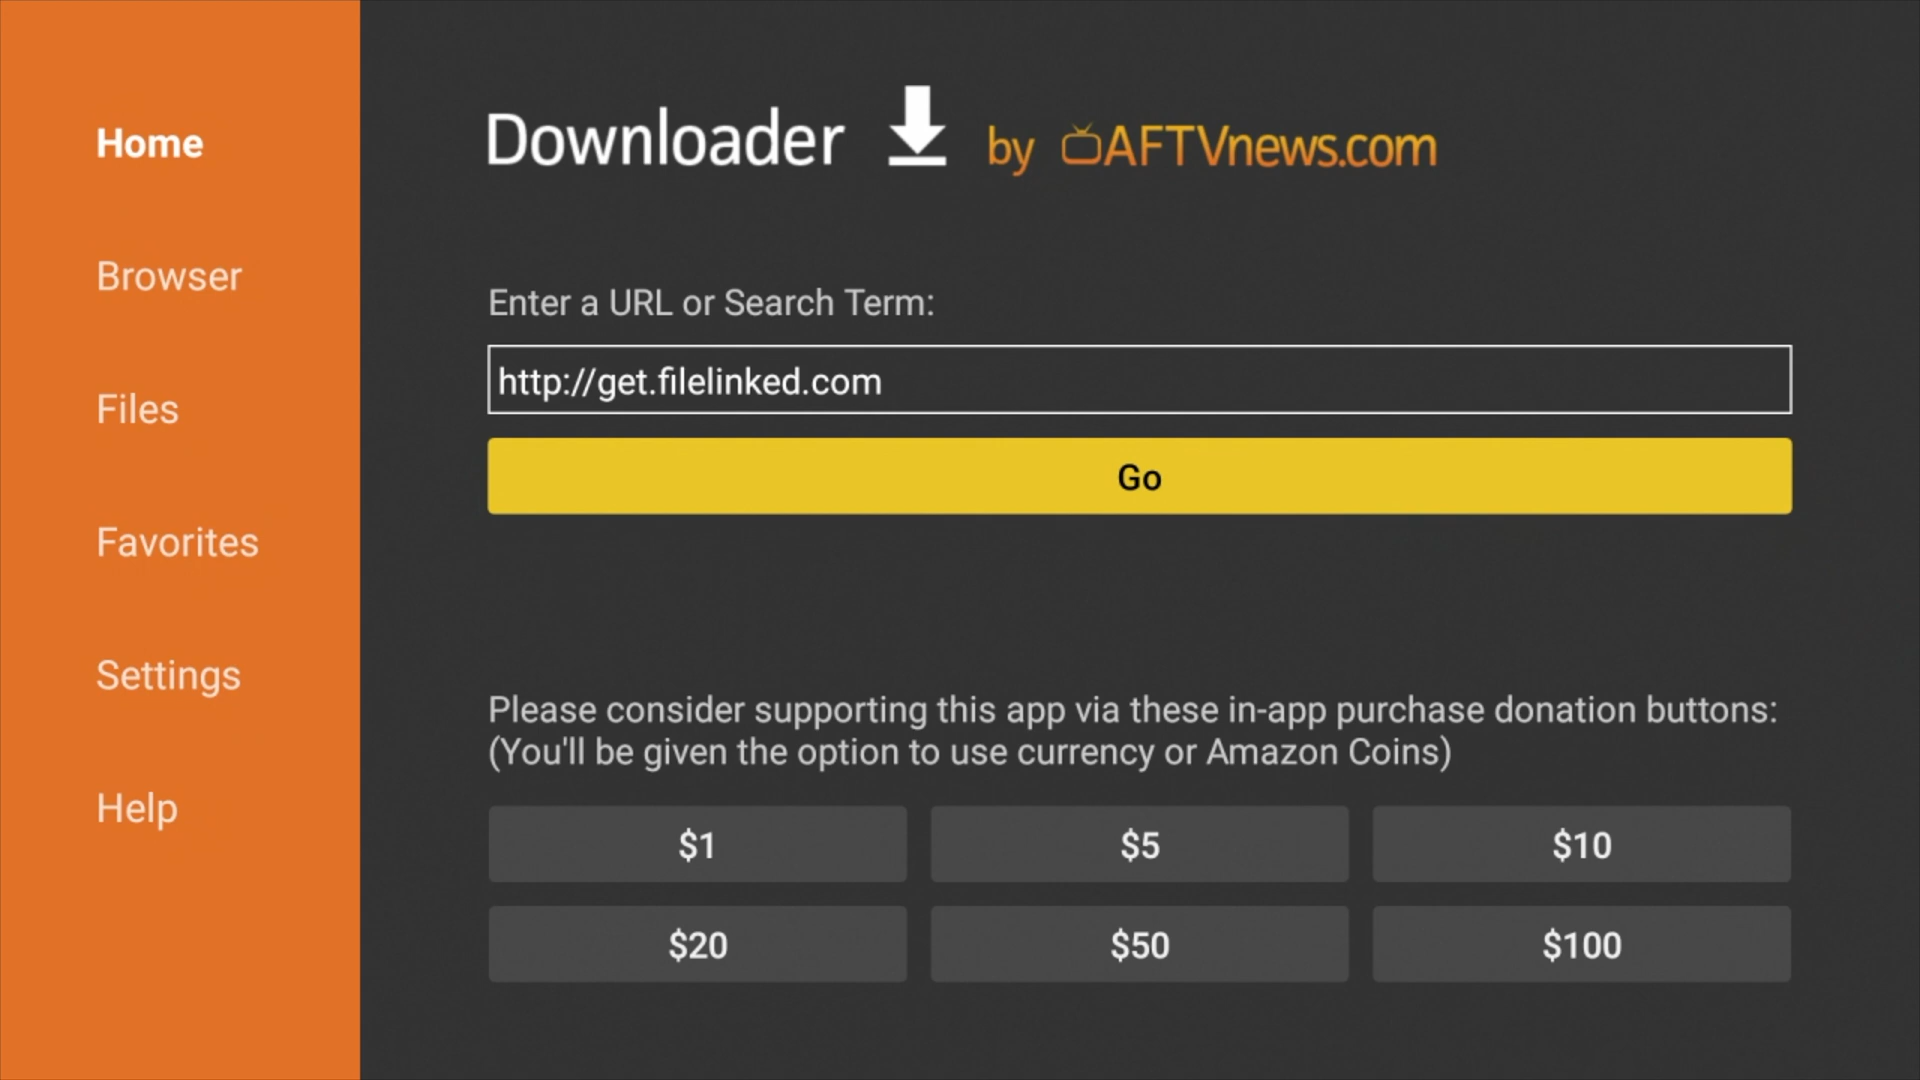 Home
Browser
Files
Favorites
Settings
Help
Downloader by AFTVnews.com
Enter a URL or Search Term:
http://get.filelinked.com
Go
Please consider supporting this app via these in-app purchase donation buttons:
(You'll be given the option to use currency or Amazon Coins)
$1 $5 $10
$20 $50 $100